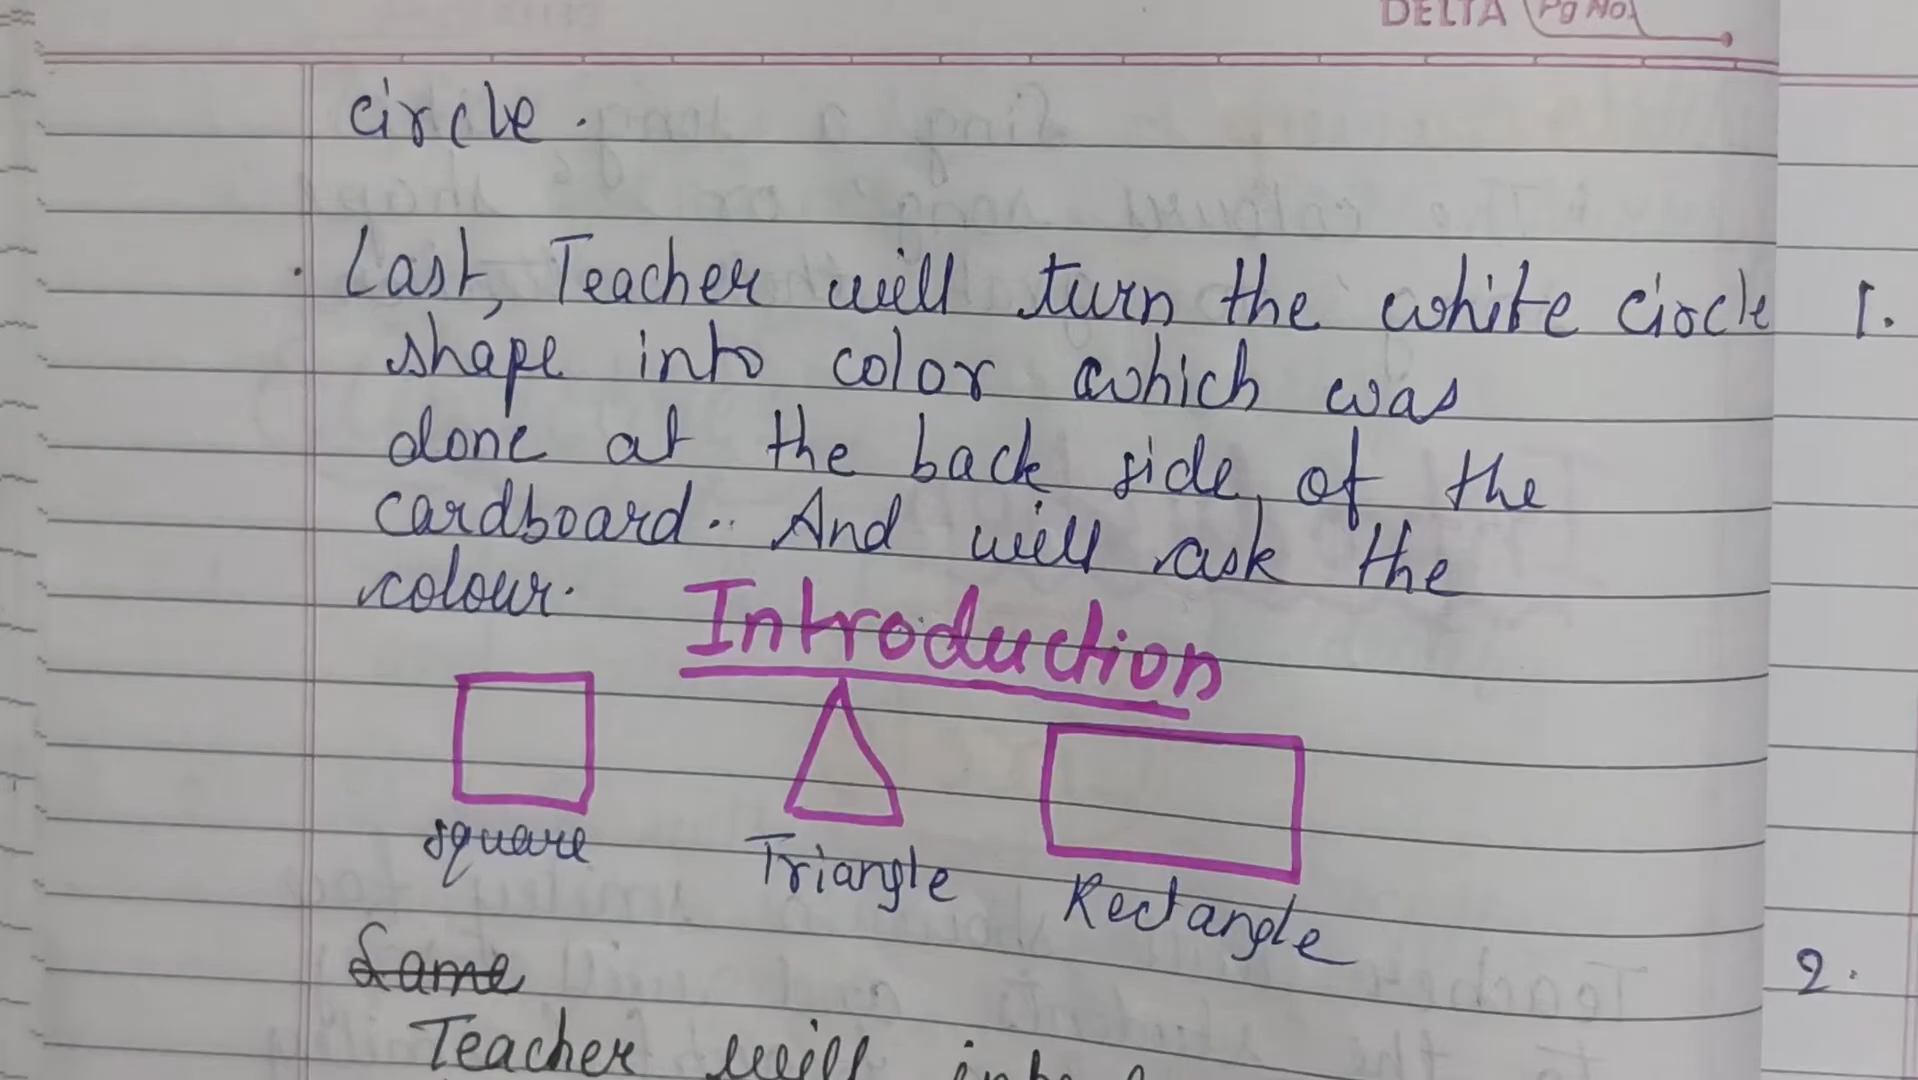 DELTA Pg No.
circle.
. Last, Teacher will turn the white circle
shape into color which was
done at the back side, of the
cardboard.. And will ask the
colour.
Introduction
square Triangle Rectangle
Same
Teacher will
1.
2.